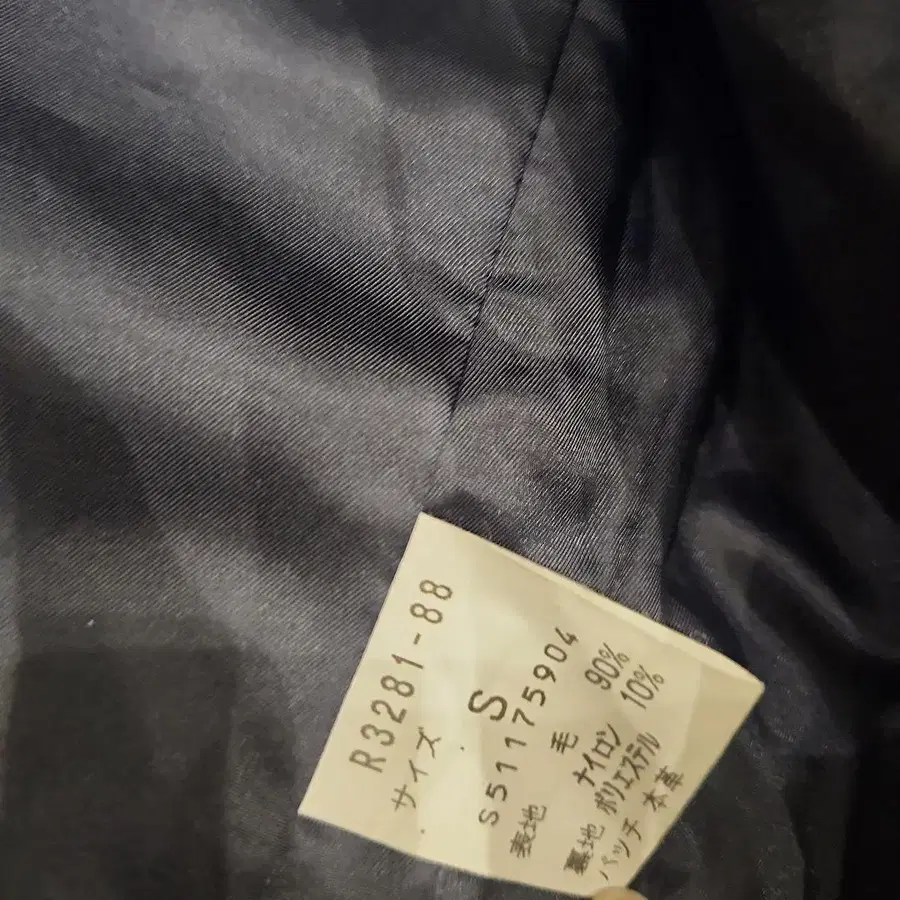 R3281-88
サイズ S
S51175904
表地 毛 90%
ナイロン 10%
裏地 ポリエステル
パッチ 本革